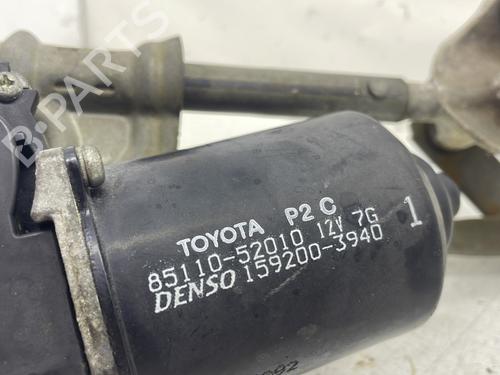 B-PARTS
TOYOTA P2 C
85110-52010 12V 7G 1
DENSO 159200-3940